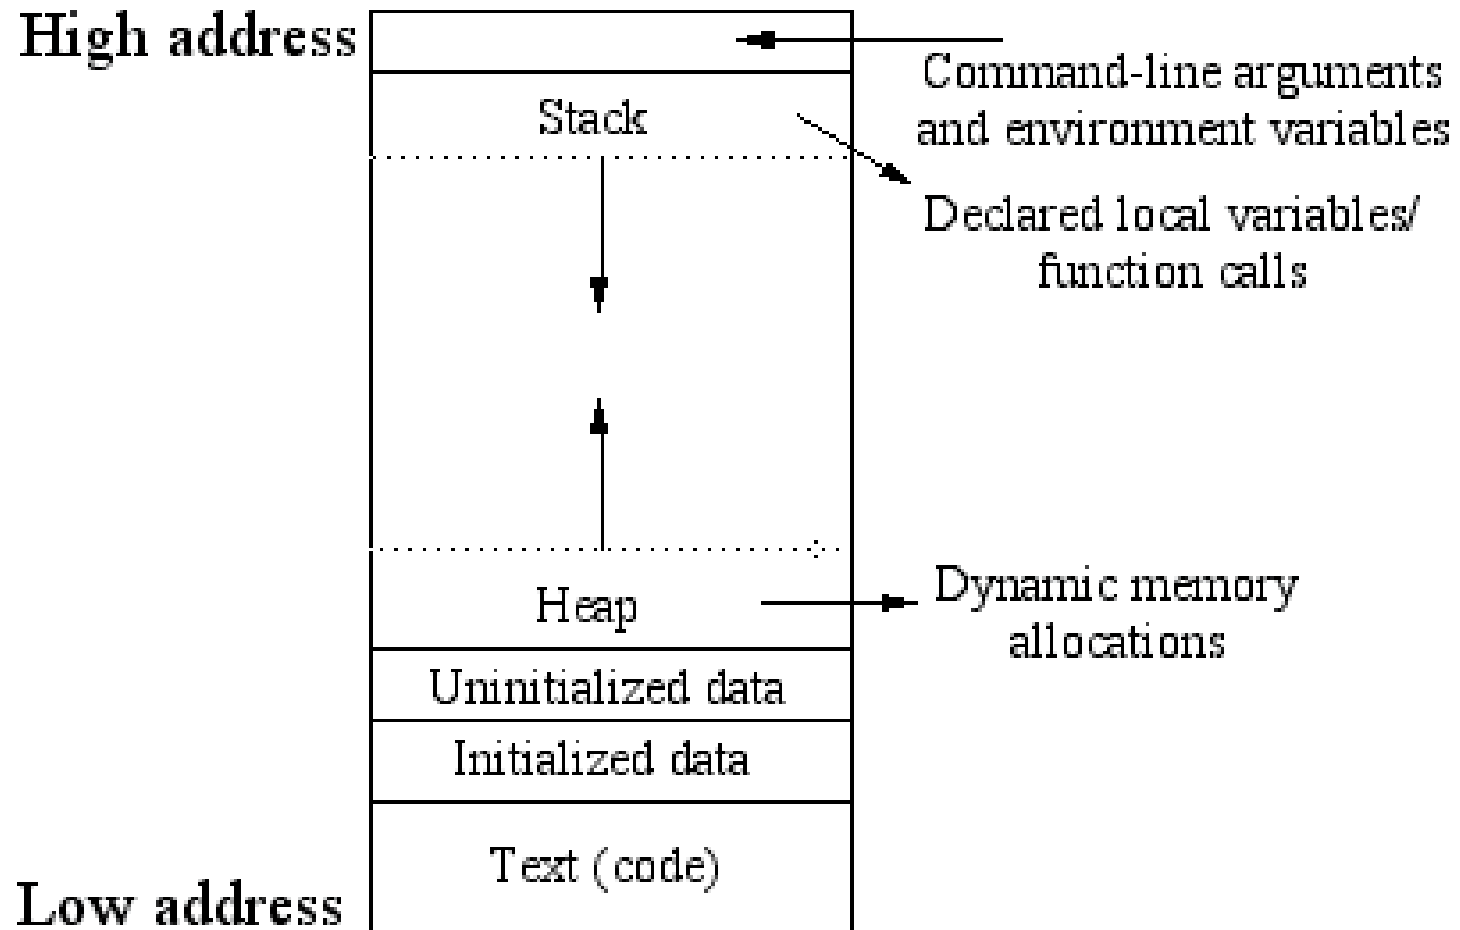 High address
Command-line arguments
and environment variables
Stack
Declared local variables/
function calls
Heap
Dynamic memory
allocations
Uninitialized data
Initialized data
Text (code)
Low address